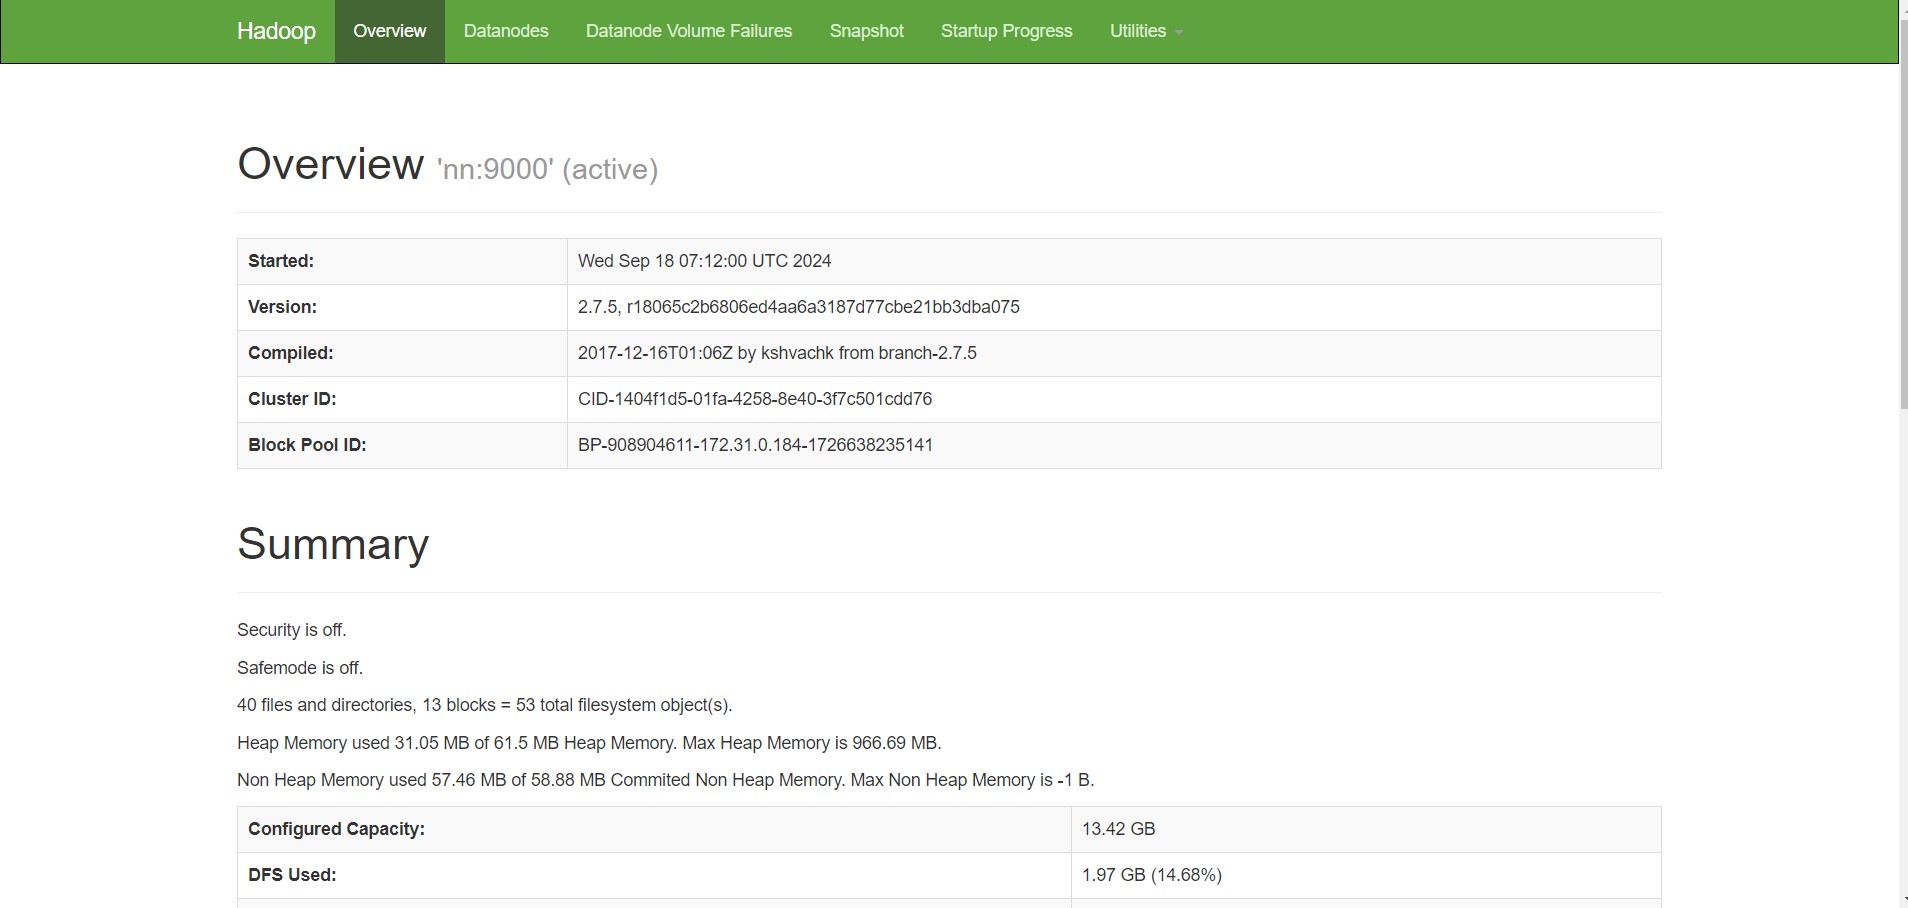 Hadoop Overview Datanodes Datanode Volume Failures Snapshot Startup Progress Utilities
Overview 'nn:9000' (active)
Started: Wed Sep 18 07:12:00 UTC 2024
Version: 2.7.5, r18065c2b6806ed4aa6a3187d77cbe21bb3dba075
Compiled: 2017-12-16T01:06Z by kshvachk from branch-2.7.5
Cluster ID: CID-1404f1d5-01fa-4258-8e40-3f7c501cdd76
Block Pool ID: BP-908904611-172.31.0.184-1726638235141
Summary
Security is off.
Safemode is off.
40 files and directories, 13 blocks = 53 total filesystem object(s).
Heap Memory used 31.05 MB of 61.5 MB Heap Memory. Max Heap Memory is 966.69 MB.
Non Heap Memory used 57.46 MB of 58.88 MB Commited Non Heap Memory. Max Non Heap Memory is -1 B.
Configured Capacity: 13.42 GB
DFS Used: 1.97 GB (14.68%)